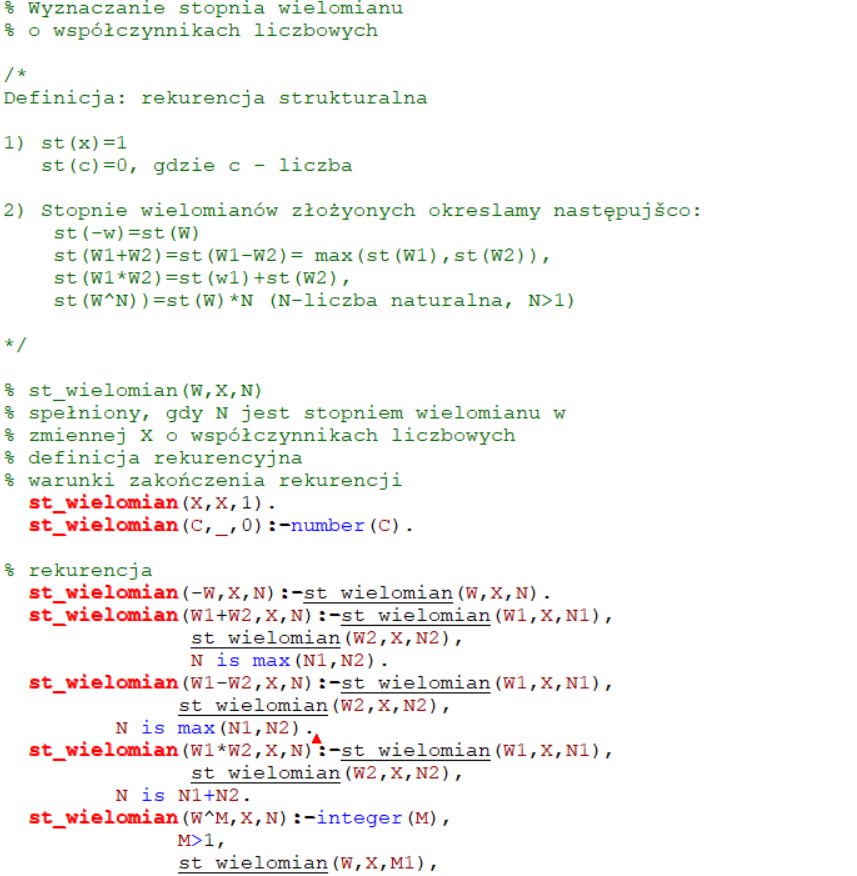 % Wyznaczanie stopnia wielomianu
% o współczynnikach liczbowych
/*
Definicja: rekurencja strukturalna
1) st(x)=1
st(c)=0, gdzie c - liczba
2) Stopnie wielomianów złożyonych okreslamy następujšco:
st(-w)=st(W)
st(W1+W2)=st(W1-W2)= max(st(W1),st(W2)),
st(W1*W2)=st(w1)+st(W2),
st(W^N))=st(W)*N (N-liczba naturalna, N>1)
*/
% st_wielomian(W,X,N)
% spełniony, gdy N jest stopniem wielomianu w
% zmiennej X o współczynnikach liczbowych
% definicja rekurencyjna
% warunki zakończenia rekurencji
st_wielomian(X,X,1).
st_wielomian(C,_,0):-number(C).
% rekurencja
st_wielomian(-W,X,N):-st_wielomian(W,X,N).
st_wielomian(W1+W2,X,N):-st_wielomian(W1,X,N1),
st_wielomian(W2,X,N2),
N is max(N1,N2).
st_wielomian(W1-W2,X,N):-st_wielomian(W1,X,N1),
st_wielomian(W2,X,N2),
N is max(N1,N2).
st_wielomian(W1*W2,X,N):-st_wielomian(W1,X,N1),
st_wielomian(W2,X,N2),
N is N1+N2.
st_wielomian(W^M,X,N):-integer(M),
M>1,
st_wielomian(W,X,M1),